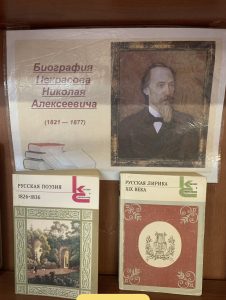 Биография
Некрасова
Николая
Алексеевича
(1821 — 1877)
РУССКАЯ ПОЭЗИЯ
1826-1836
РУССКАЯ ЛИРИКА
XIX ВЕКА